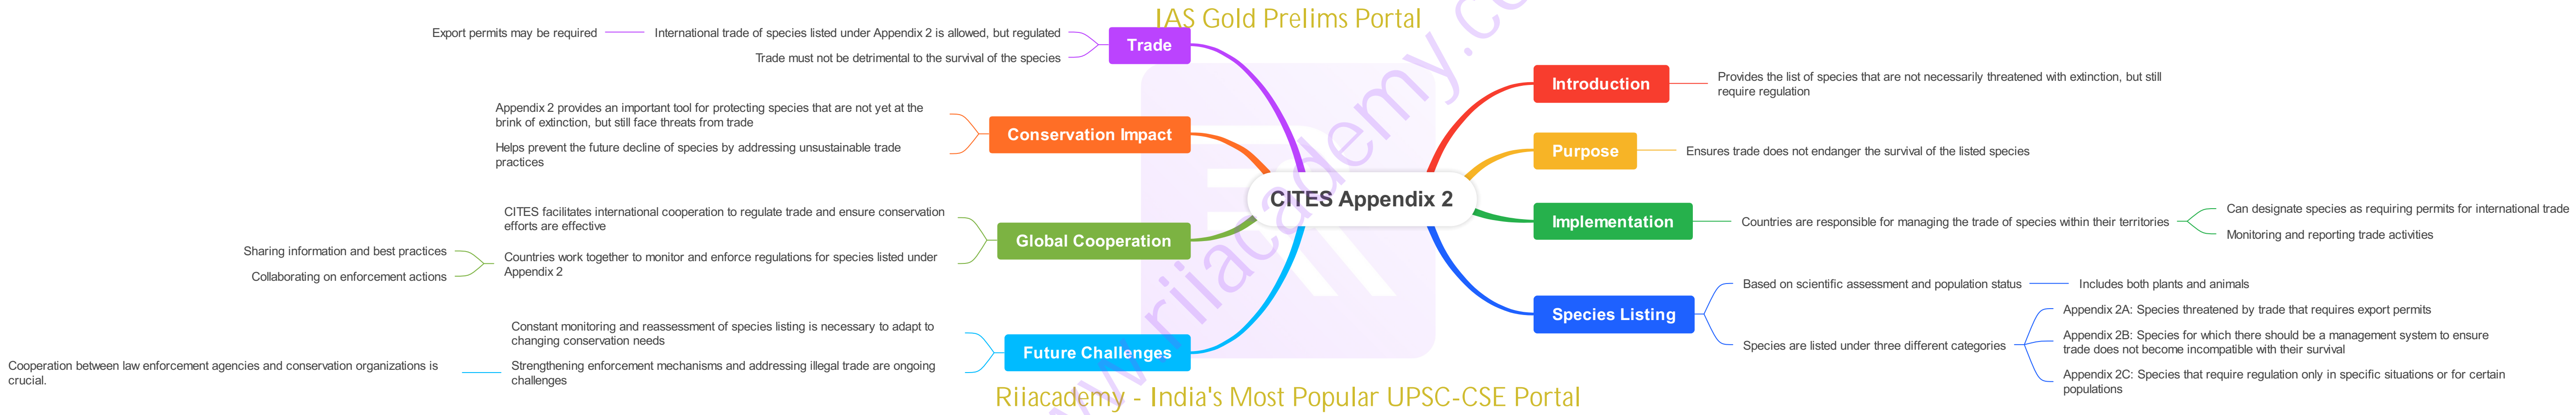 IAS Gold Prelims Portal
CITES Appendix 2
Trade
International trade of species listed under Appendix 2 is allowed, but regulated
Export permits may be required
Trade must not be detrimental to the survival of the species
Conservation Impact
Appendix 2 provides an important tool for protecting species that are not yet at the
brink of extinction, but still face threats from trade
Helps prevent the future decline of species by addressing unsustainable trade
practices
Global Cooperation
CITES facilitates international cooperation to regulate trade and ensure conservation
efforts are effective
Countries work together to monitor and enforce regulations for species listed under
Appendix 2
Sharing information and best practices
Collaborating on enforcement actions
Future Challenges
Constant monitoring and reassessment of species listing is necessary to adapt to
changing conservation needs
Strengthening enforcement mechanisms and addressing illegal trade are ongoing
challenges
Cooperation between law enforcement agencies and conservation organizations is
crucial.
Introduction
Provides the list of species that are not necessarily threatened with extinction, but still
require regulation
Purpose
Ensures trade does not endanger the survival of the listed species
Implementation
Countries are responsible for managing the trade of species within their territories
Can designate species as requiring permits for international trade
Monitoring and reporting trade activities
Species Listing
Based on scientific assessment and population status
Includes both plants and animals
Species are listed under three different categories
Appendix 2A: Species threatened by trade that requires export permits
Appendix 2B: Species for which there should be a management system to ensure
trade does not become incompatible with their survival
Appendix 2C: Species that require regulation only in specific situations or for certain
populations
Riiacademy - India's Most Popular UPSC-CSE Portal
www.riiacademy.co